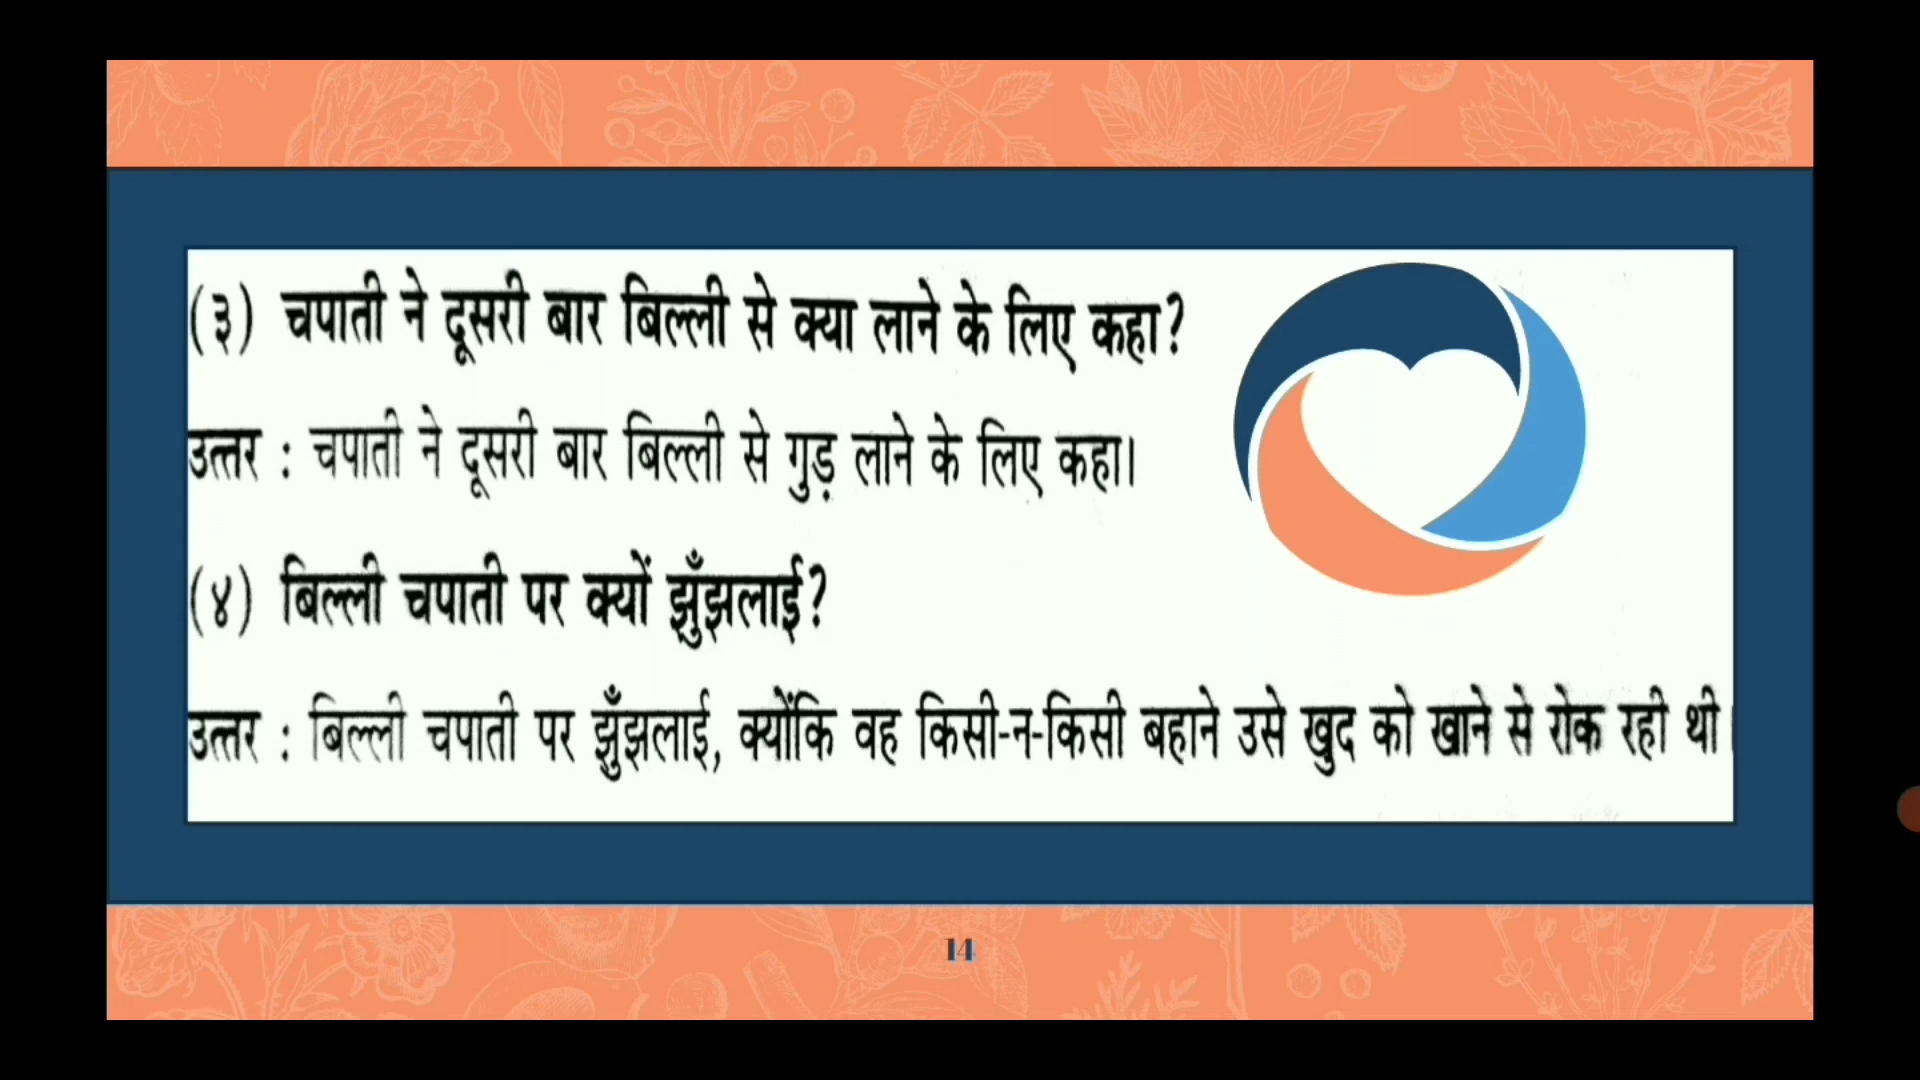 (३) चपाती ने दूसरी बार बिल्ली से क्या लाने के लिए कहा?
उत्तर : चपाती ने दूसरी बार बिल्ली से गुड़ लाने के लिए कहा।
(४) बिल्ली चपाती पर क्यों झुँझलाई?
उत्तर : बिल्ली चपाती पर झुँझलाई, क्योंकि वह किसी-न-किसी बहाने उसे खुद को खाने से रोक रही थी।
14